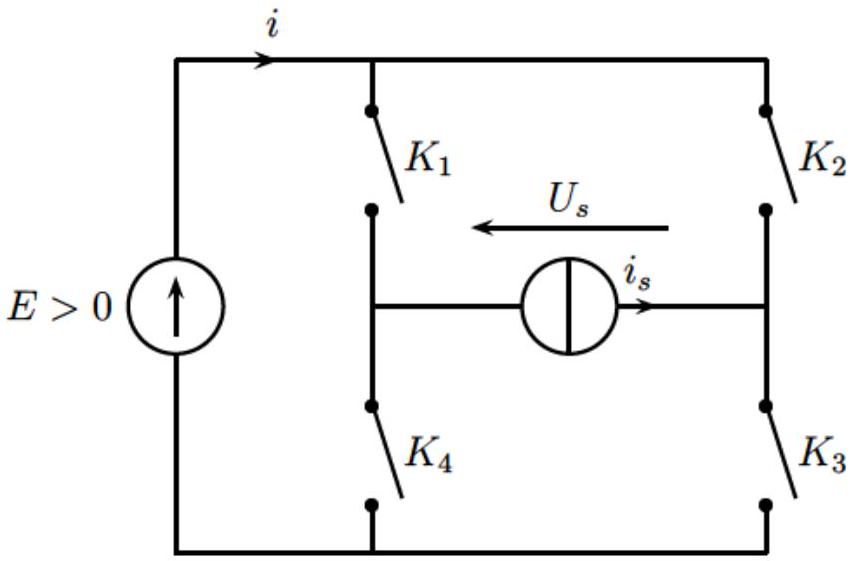 i
K₁
K₂
Uₛ
iₛ
E > 0
K₄
K₃